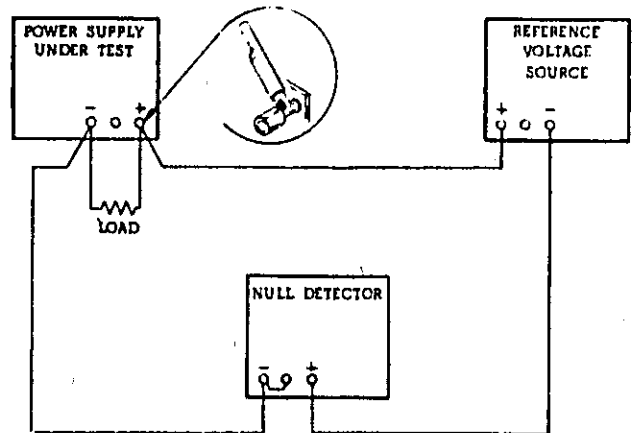 POWER SUPPLY
UNDER TEST
- +
LOAD
REFERENCE
VOLTAGE
SOURCE
+ -
NULL DETECTOR
- +